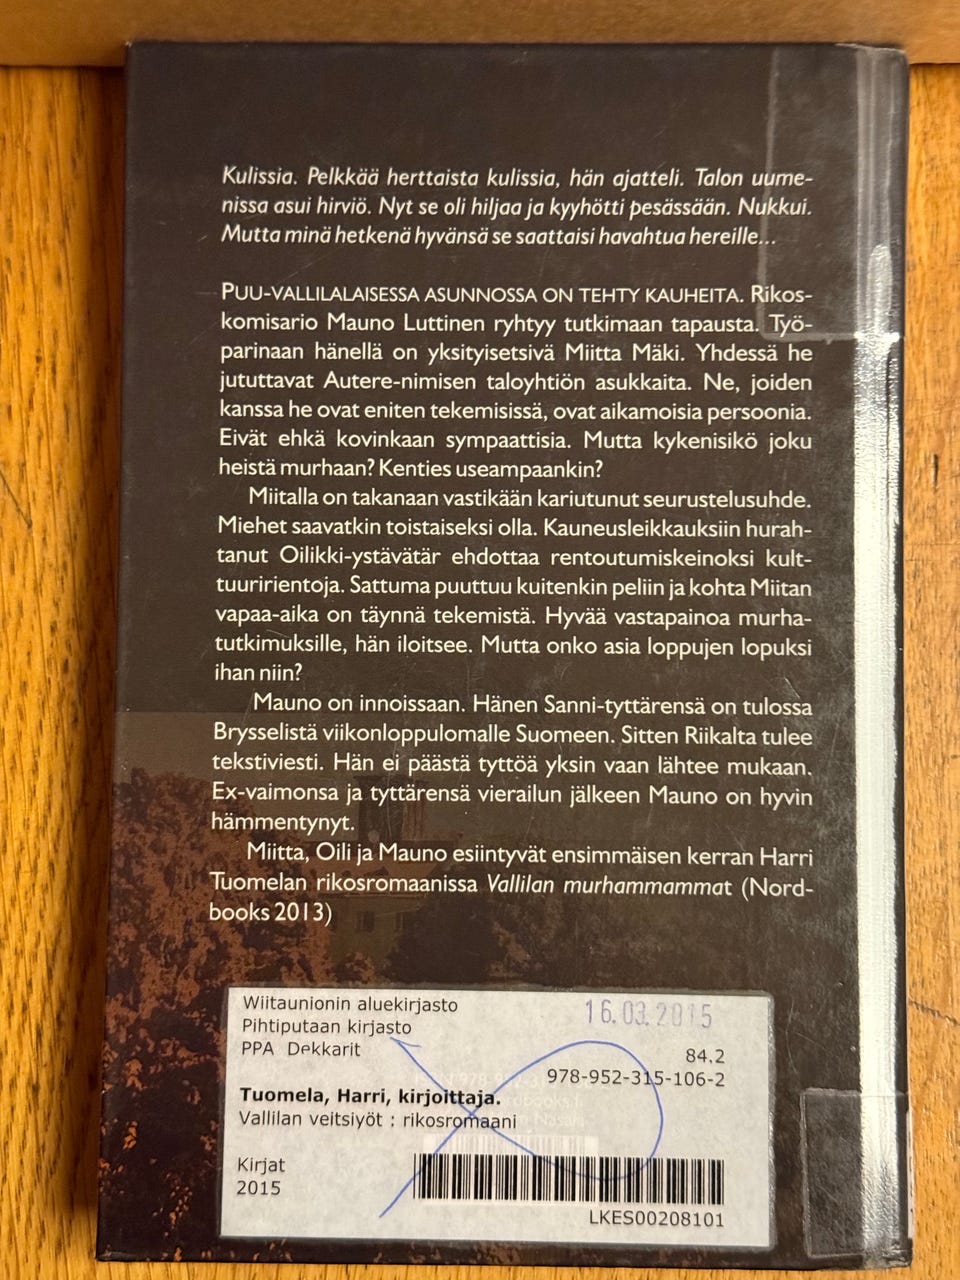 Kulissia. Pelkkää herttaista kulissia, hän ajatteli. Talon uume-
nissa asui hirviö. Nyt se oli hiljaa ja kyyhötti pesässään. Nukkui.
Mutta minä hetkenä hyvänsä se saattaisi havahtua hereille...
PUU-VALLILALAISESSA ASUNNOSSA ON TEHTY KAUHEITA. Rikos-
komisario Mauno Luttinen ryhtyy tutkimaan tapausta. Työ-
parinaan hänellä on yksityisetsivä Miitta Mäki. Yhdessä he
jututtavat Autere-nimisen taloyhtiön asukkaita. Ne, joiden
kanssa he ovat eniten tekemisissä, ovat aikamoisia persoonia.
Eivät ehkä kovinkaan sympaattisia. Mutta kykenisikö joku
heistä murhaan? Kenties useampaankin?
Miitalla on takanaan vastikään kariutunut seurustelusuhde.
Miehet saavatkin toistaiseksi olla. Kauneusleikkauksiin hurah-
tanut Oilikki-ystävätär ehdottaa rentoutumiskeinoksi kult-
tuuririentoja. Sattuma puuttuu kuitenkin peliin ja kohta Miitan
vapaa-aika on täynnä tekemistä. Hyvää vastapainoa murha-
tutkimuksille, hän iloitsee. Mutta onko asia loppujen lopuksi
ihan niin?
Mauno on innoissaan. Hänen Sanni-tyttärensä on tulossa
Brysselistä viikonloppulomalle Suomeen. Sitten Riikalta tulee
tekstiviesti. Hän ei päästä tyttöä yksin vaan lähtee mukaan.
Ex-vaimonsa ja tyttärensä vierailun jälkeen Mauno on hyvin
hämmentynyt.
Miitta, Oili ja Mauno esiintyvät ensimmäisen kerran Harri
Tuomelan rikosromaanissa Vallilan murhammammat (Nord-
books 2013)
Wiitaunionin aluekirjasto
16.03.2015
Pihtiputaan kirjasto
PPA Dekkarit
84.2
978-952-315-106-2
Tuomela, Harri, kirjoittaja.
Vallilan veitsiyöt : rikosromaani
Kirjat
2015
LKES00208101